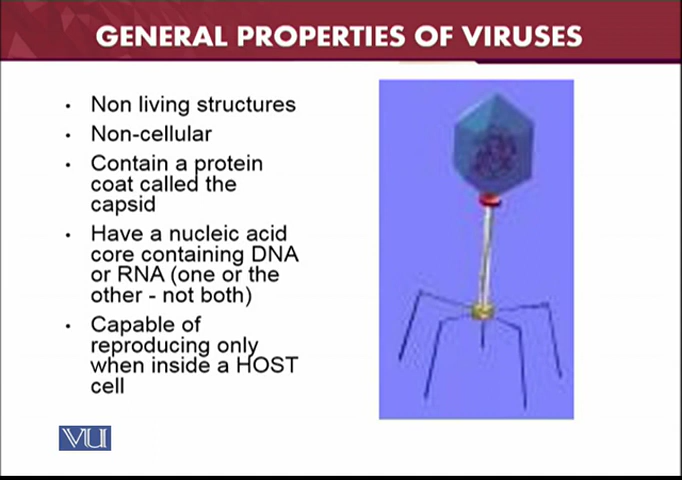 GENERAL PROPERTIES OF VIRUSES
• Non living structures
• Non-cellular
• Contain a protein
coat called the
capsid
• Have a nucleic acid
core containing DNA
or RNA (one or the
other - not both)
• Capable of
reproducing only
when inside a HOST
cell
VU